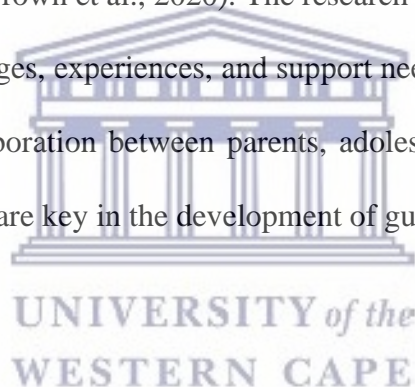 rown et al., 2020). The research
ges, experiences, and support nee
poration between parents, adoles
are key in the development of gu
UNIVERSITY of the
WESTERN CAPE